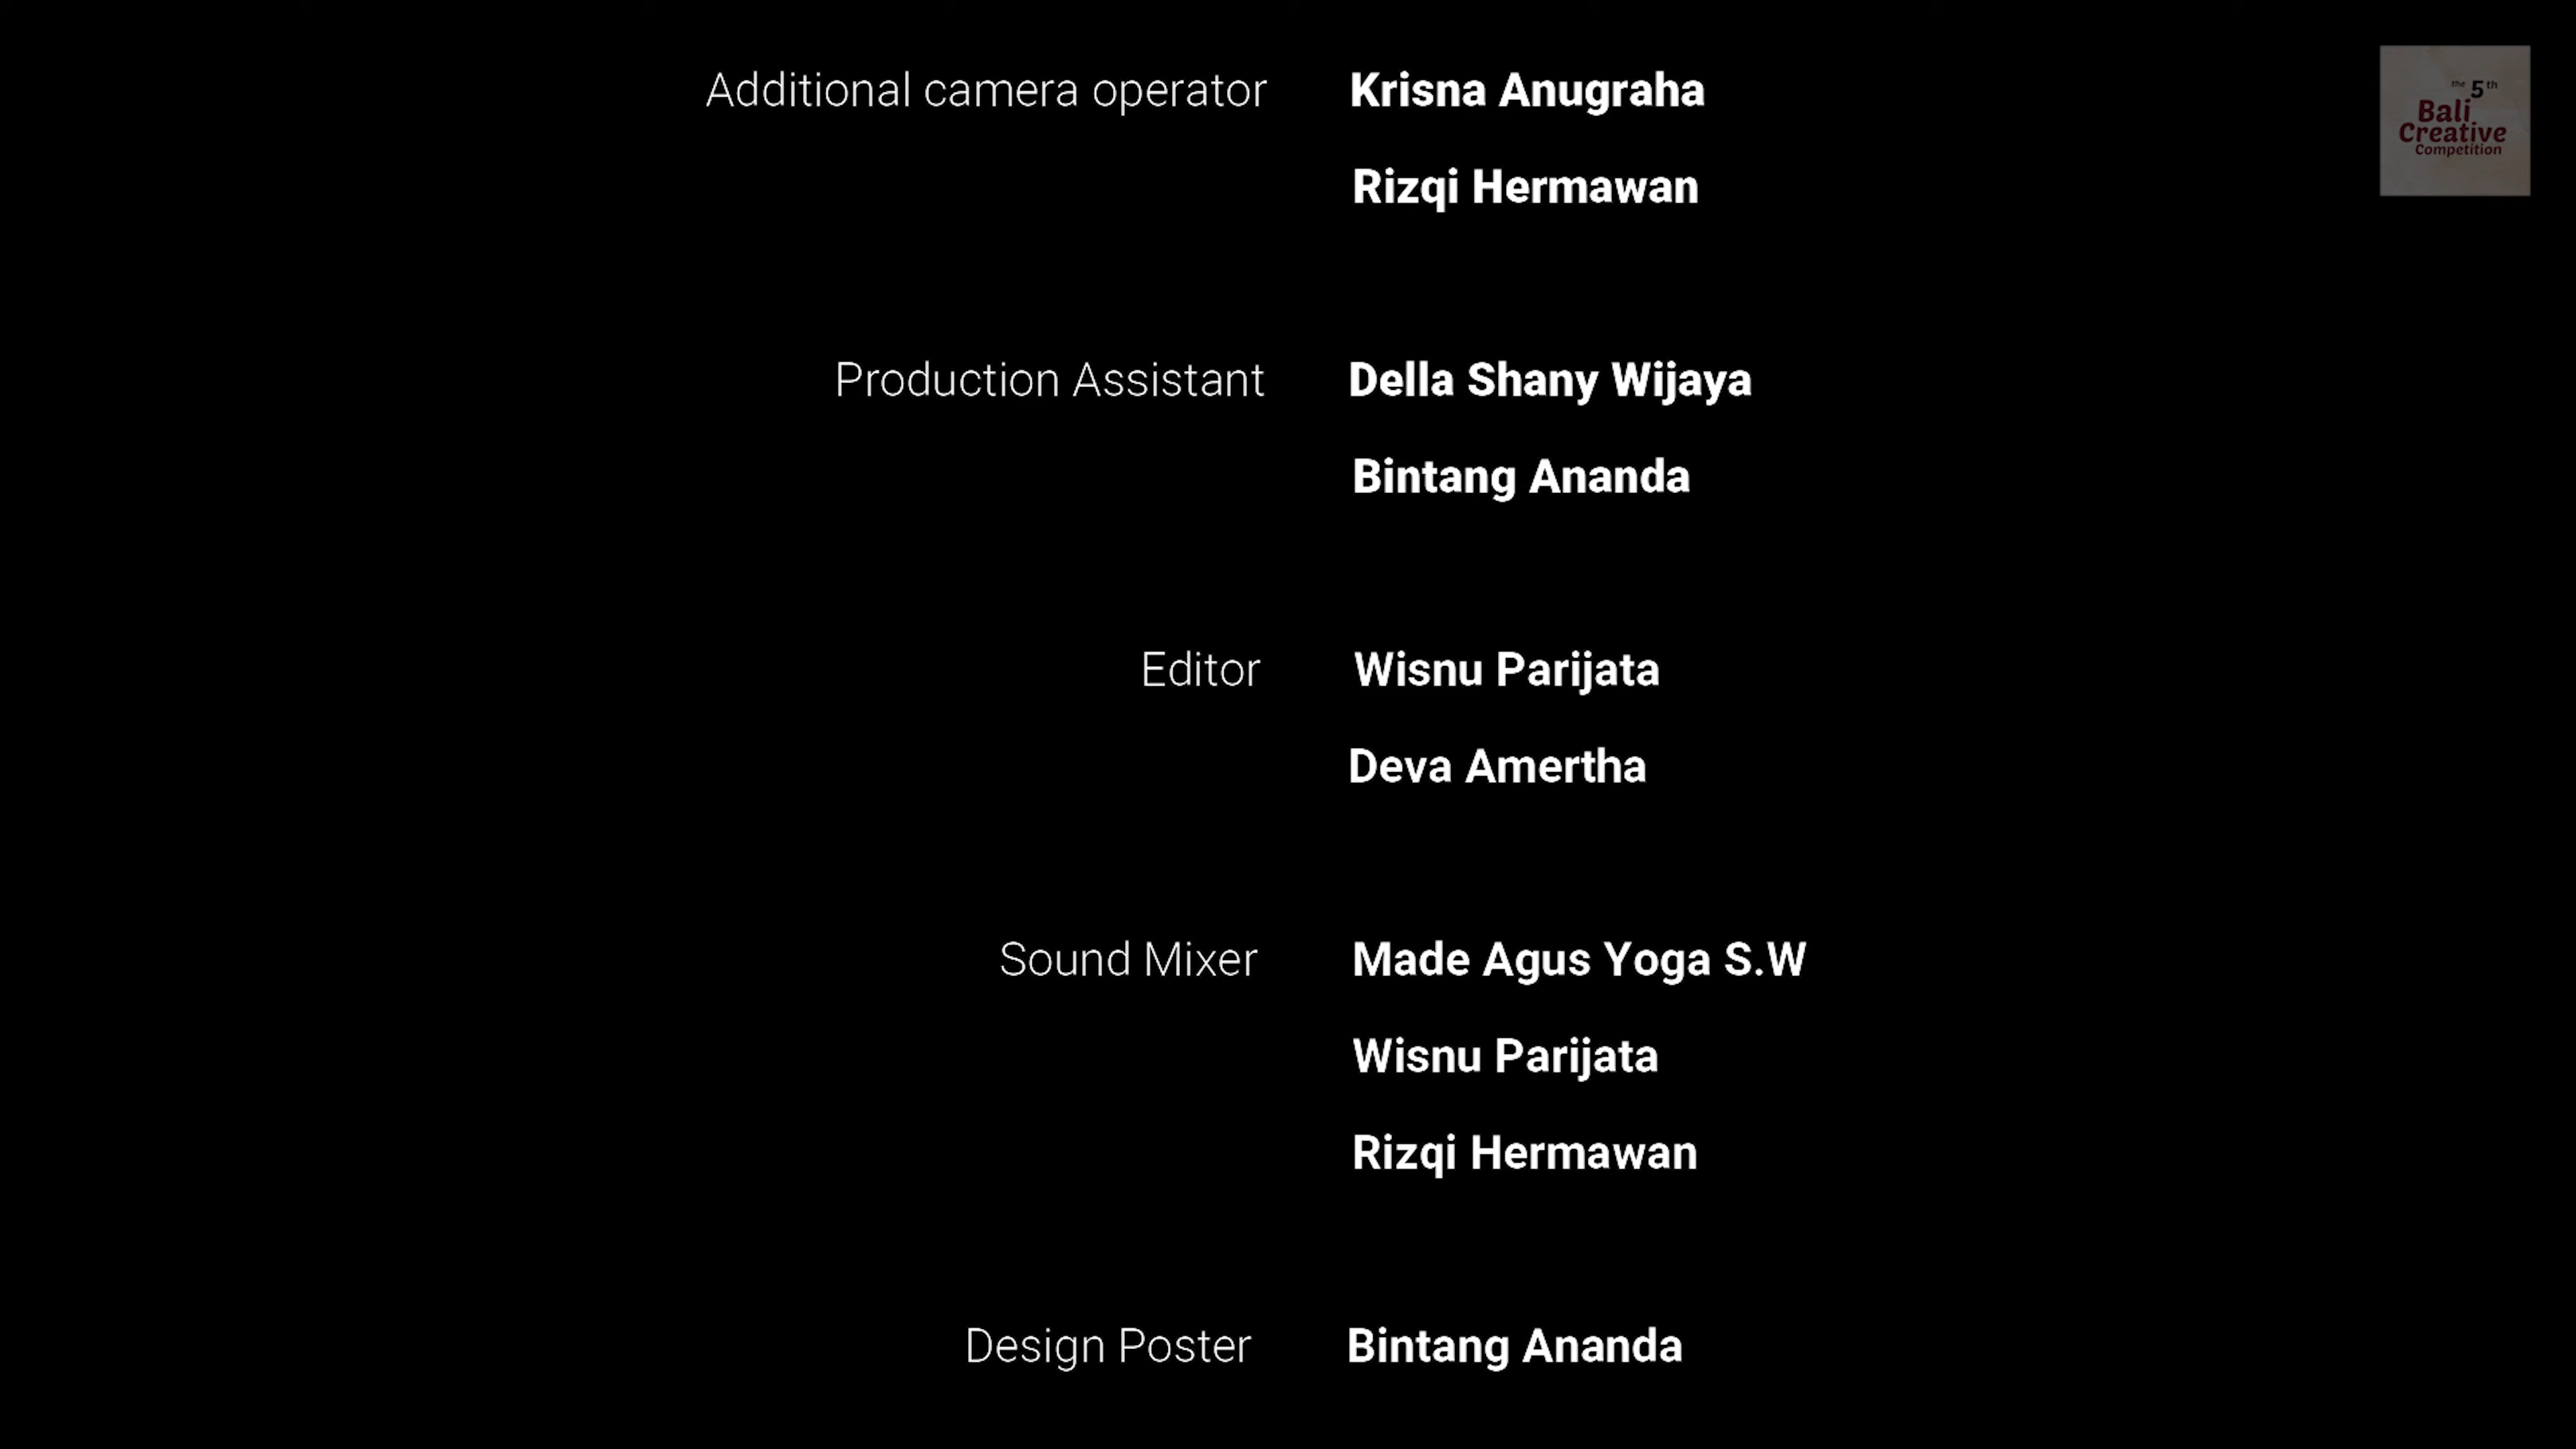 Additional camera operator Krisna Anugraha
Rizqi Hermawan
Production Assistant Della Shany Wijaya
Bintang Ananda
Editor Wisnu Parijata
Deva Amertha
Sound Mixer Made Agus Yoga S.W
Wisnu Parijata
Rizqi Hermawan
Design Poster Bintang Ananda
the 5th
Bali
Creative
Competition